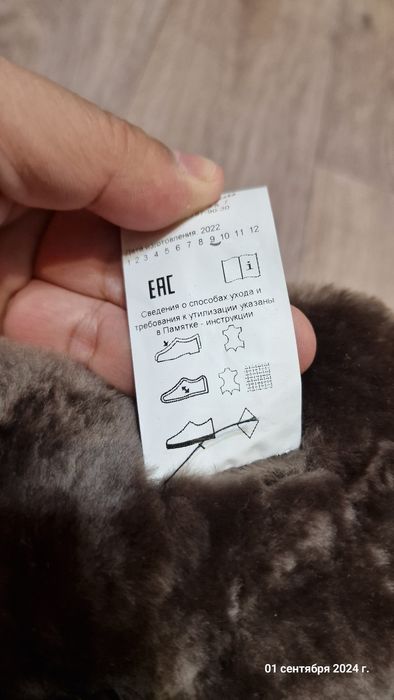 Дата изготовления. 2022
1 2 3 4 5 6 7 8 9 10 11 12
ЕАС
i
Сведения о способах ухода и
требования к утилизации указаны
в Памятке - инструкции
01 сентября 2024 г.